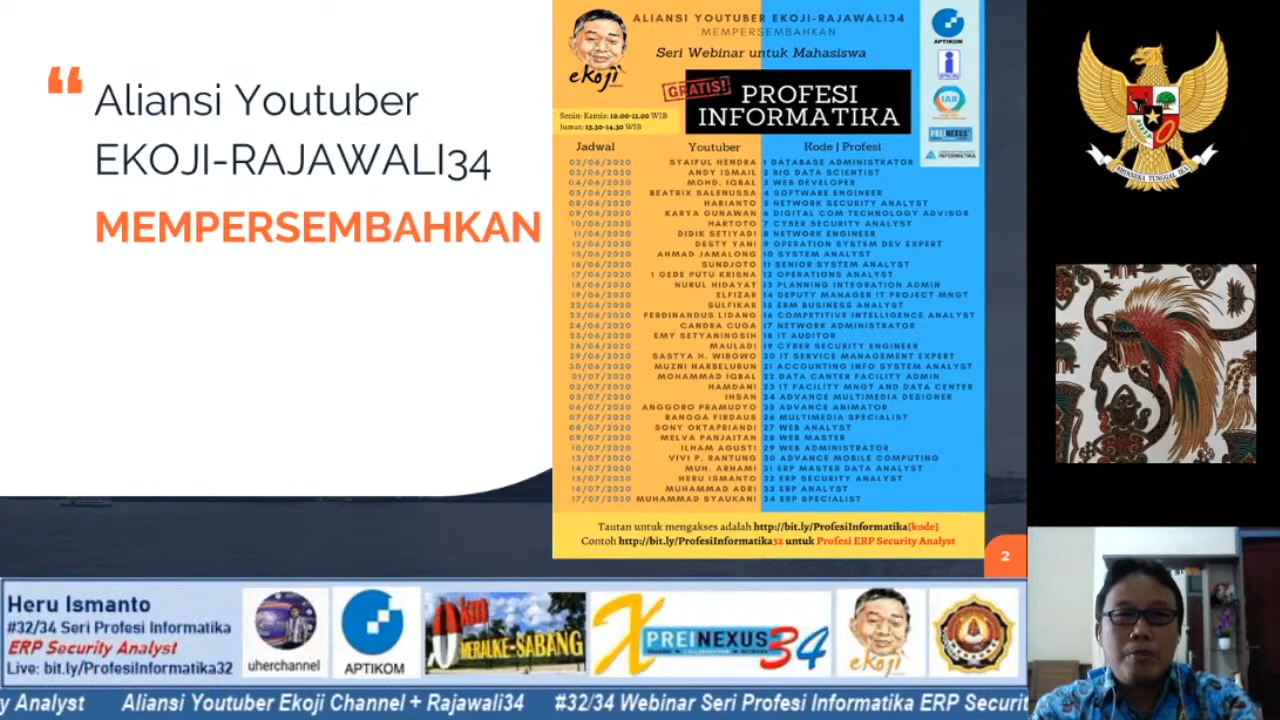 Aliansi Youtuber
EKOJI-RAJAWALI34
MEMPERSEMBAHKAN
ALIANSI YOUTUBER EKOJI-RAJAWALI34
MEMPERSEMBAHKAN
Seri Webinar untuk Mahasiswa
ekoji
GRATIS!
PROFESI
INFORMATIKA
Senin-Kamis: 10.00-11.00 WIB
Jumat: 13.30-14.30 WIB
APTIKOM
IAII
PREINEXUS
INFORMATIKA
Jadwal Youtuber Kode | Profesi
02/06/2020 SYAIFUL HENDRA 1 DATABASE ADMINISTRATOR
03/06/2020 ANDY ISMAIL 2 BIG DATA SCIENTIST
04/06/2020 MOHD. IQBAL 3 WEB DEVELOPER
05/06/2020 BEATRIX SALENUSSA 4 SOFTWARE ENGINEER
08/06/2020 HARIANTO 5 NETWORK SECURITY ANALYST
09/06/2020 KARYA GUNAWAN 6 DIGITAL COM TECHNOLOGY ADVISOR
10/06/2020 HARTOTO 7 CYBER SECURITY ANALYST
11/06/2020 DIDIK SETIYADI 8 NETWORK ENGINEER
12/06/2020 DESTY YANI 9 OPERATION SYSTEM DEV EXPERT
15/06/2020 AHMAD JAMALONG 10 SYSTEM ANALYST
16/06/2020 SUNDJOTO 11 SENIOR SYSTEM ANALYST
17/06/2020 I GEDE PUTU KRISNA 12 OPERATIONS ANALYST
18/06/2020 NURUL HIDAYAT 13 PLANNING INTEGRATION ADMIN
19/06/2020 ELFIZAR 14 DEPUTY MANAGER IT PROJECT MNGT
22/06/2020 SULFIKAR 15 ERM BUSINESS ANALYST
23/06/2020 FERDINANDUS LIDANG 16 COMPETITIVE INTELLIGENCE ANALYST
24/06/2020 CANDRA CUGA 17 NETWORK ADMINISTRATOR
25/06/2020 EMY SETYANINGSIH 18 IT AUDITOR
26/06/2020 MAULADI 19 CYBER SECURITY ENGINEER
29/06/2020 SASTYA H. WIBOWO 20 IT SERVICE MANAGEMENT EXPERT
30/06/2020 MUZNI HARBELUBUN 21 ACCOUNTING INFO SYSTEM ANALYST
01/07/2020 MOHAMMAD IQBAL 22 DATA CANTER FACILITY ADMIN
02/07/2020 HAMDANI 23 IT FACILITY MNGT AND DATA CENTER
03/07/2020 IHSAN 24 ADVANCE MULTIMEDIA DESIGNER
06/07/2020 ANGGORO PRAMUDYO 25 ADVANCE ANIMATOR
07/07/2020 RANGGA FIRDAUS 26 MULTIMEDIA SPECIALIST
08/07/2020 SONY OKTAPRIANDI 27 WEB ANALYST
09/07/2020 MELVA PANJAITAN 28 WEB MASTER
10/07/2020 ILHAM AGUSTI 29 WEB ADMINISTRATOR
13/07/2020 VIVI P. RANTUNG 30 ADVANCE MOBILE COMPUTING
14/07/2020 MUH. ARHAMI 31 ERP MASTER DATA ANALYST
15/07/2020 HERU ISMANTO 32 ERP SECURITY ANALYST
16/07/2020 MUHAMMAD ADRI 33 ERP ANALYST
17/07/2020 MUHAMMAD SYAUKANI 34 ERP SPECIALIST
Tautan untuk mengakses adalah http://bit.ly/ProfesiInformatika[kode]
Contoh http://bit.ly/ProfesiInformatika32 untuk Profesi ERP Security Analyst
2
BHINNEKA TUNGGAL IKA
Heru Ismanto
#32/34 Seri Profesi Informatika
ERP Security Analyst
Live: bit.ly/ProfesiInformatika32
uherchannel
APTIKOM
0 km
MERAUKE-SABANG
X PREINEXUS 34
ekoji
y Analyst Aliansi Youtuber Ekoji Channel + Rajawali34 #32/34 Webinar Seri Profesi Informatika ERP Securit